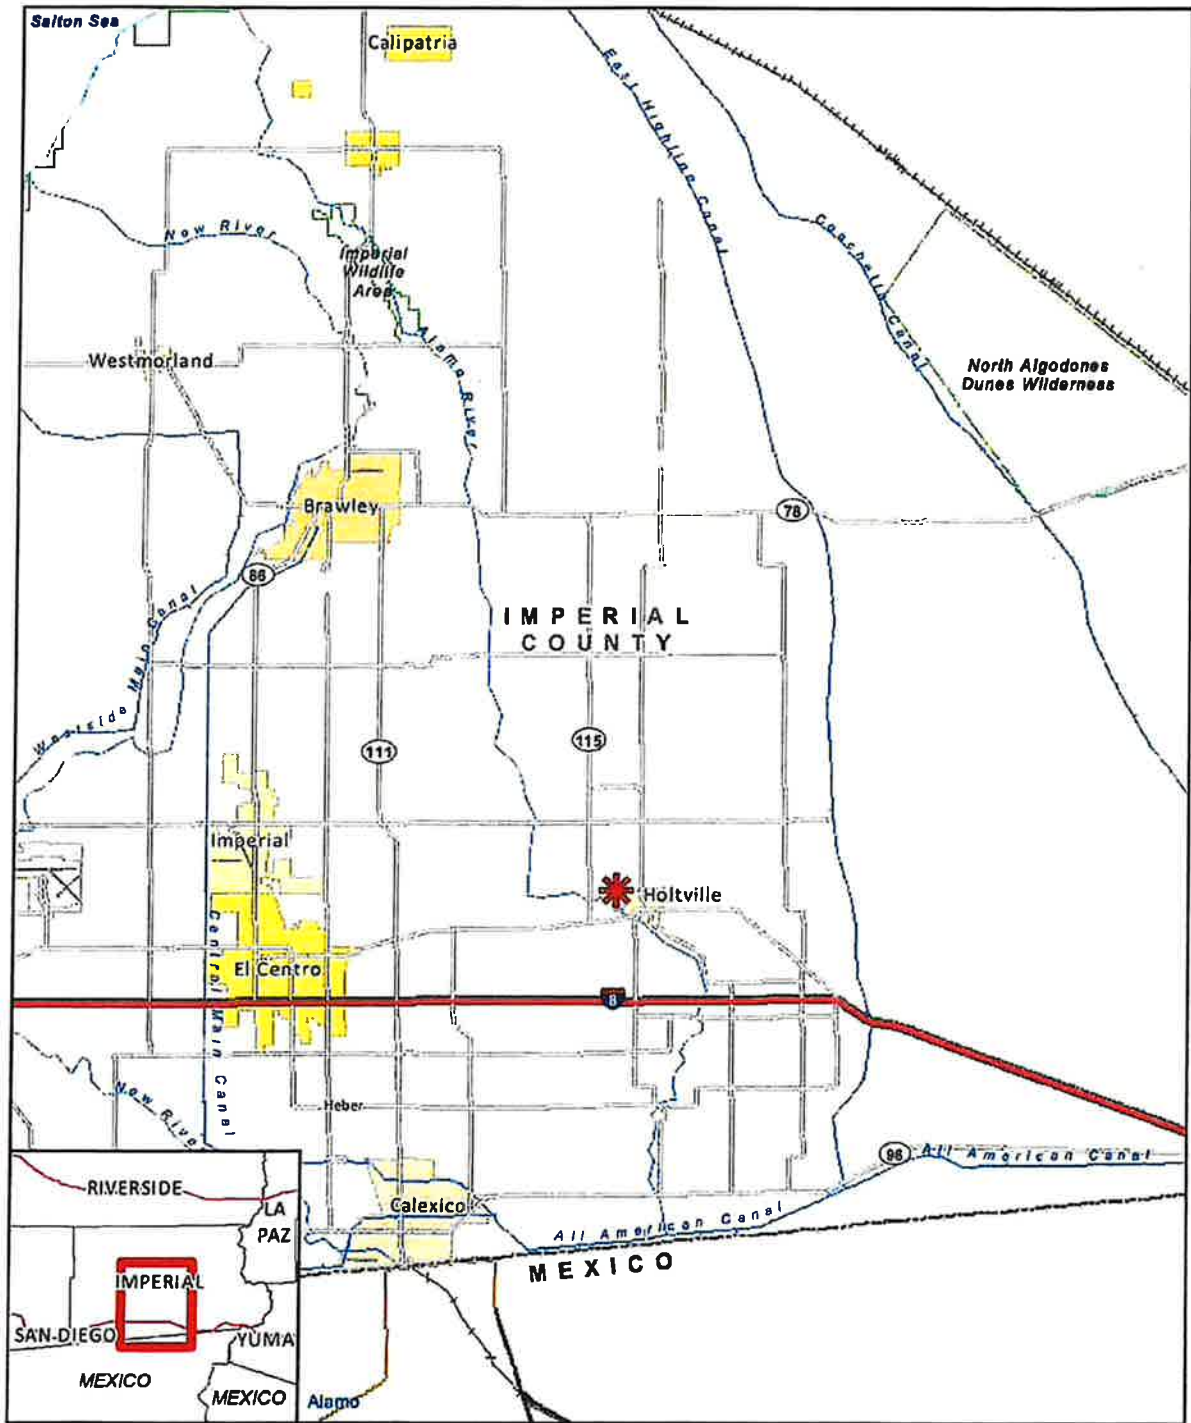 Salton Sea
Calipatria
East Highline Canal
New River
Imperial
Wildlife
Area
Coachella Canal
Alamo River
Westmorland
North Algodones
Dunes Wilderness
Brawley
78
86
IMPERIAL
COUNTY
Westside Main Canal
111
115
Imperial
Holtville
Central Main Canal
El Centro
8
New River
Heber
98
All American Canal
Calexico
All American Canal
MEXICO
RIVERSIDE
LA
PAZ
IMPERIAL
SAN DIEGO
YUMA
MEXICO
MEXICO
Alamo